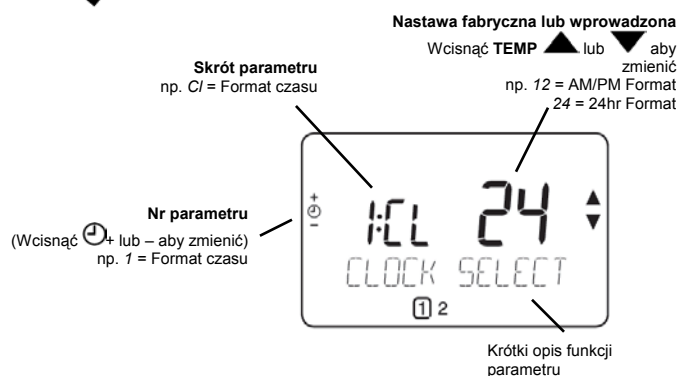 Nastawa fabryczna lub wprowadzona
Wcisnąć TEMP ▲ lub ▼ aby
zmienić
np. 12 = AM/PM Format
24 = 24hr Format
Skrót parametru
np. Cl = Format czasu
Nr parametru
(Wcisnąć + lub – aby zmienić)
np. 1 = Format czasu
+
–
1:CL 24 ▲ ▼
CLOCK SELECT
1 2
Krótki opis funkcji
parametru